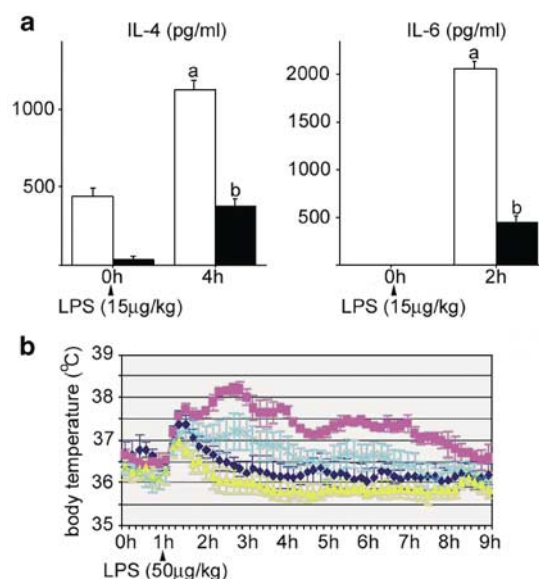 a
IL-4 (pg/ml)
IL-6 (pg/ml)
1000
500
a
b
0h
4h
LPS (15µg/kg)
2000
1500
1000
500
a
b
0h
2h
LPS (15µg/kg)
b
body temperature (°C)
39
38
37
36
35
0h 1h 2h 3h 4h 5h 6h 7h 8h 9h
LPS (50µg/kg)